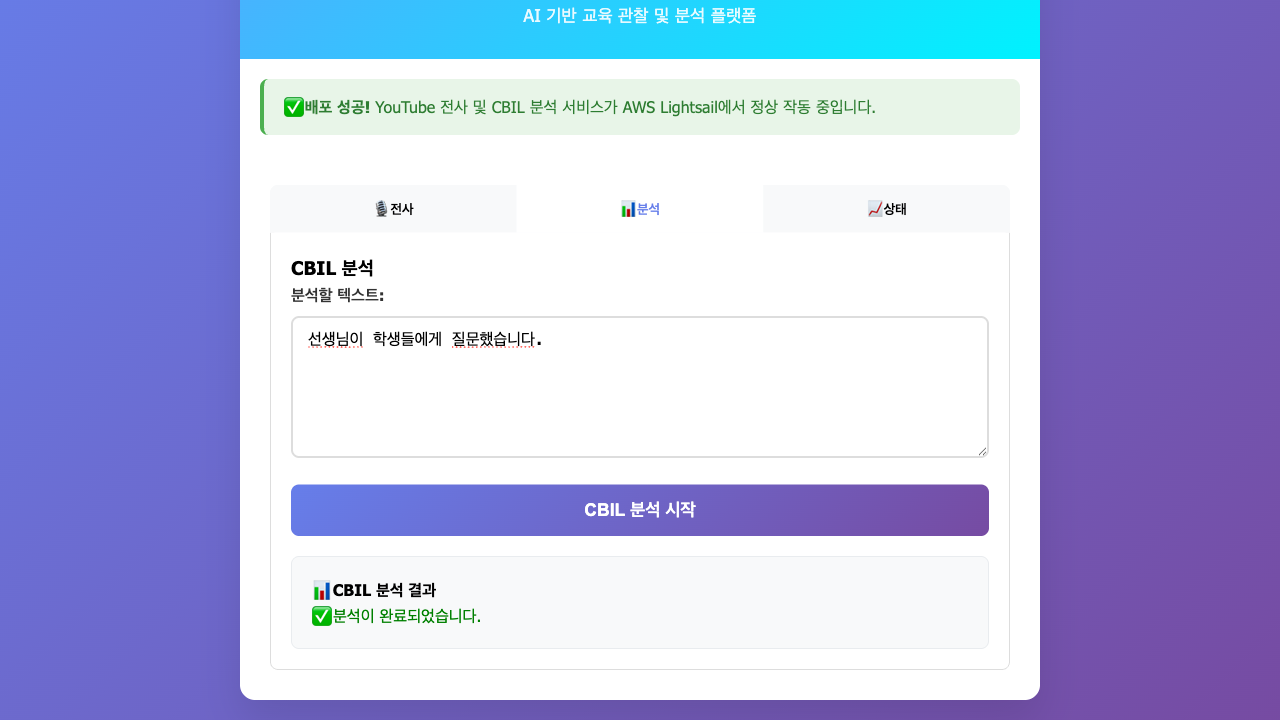 AI 기반 교육 관찰 및 분석 플랫폼
✅배포 성공! YouTube 전사 및 CBIL 분석 서비스가 AWS Lightsail에서 정상 작동 중입니다.
🎙️전사
📊분석
📈상태
CBIL 분석
분석할 텍스트:
선생님이 학생들에게 질문했습니다.
CBIL 분석 시작
📊CBIL 분석 결과
✅분석이 완료되었습니다.